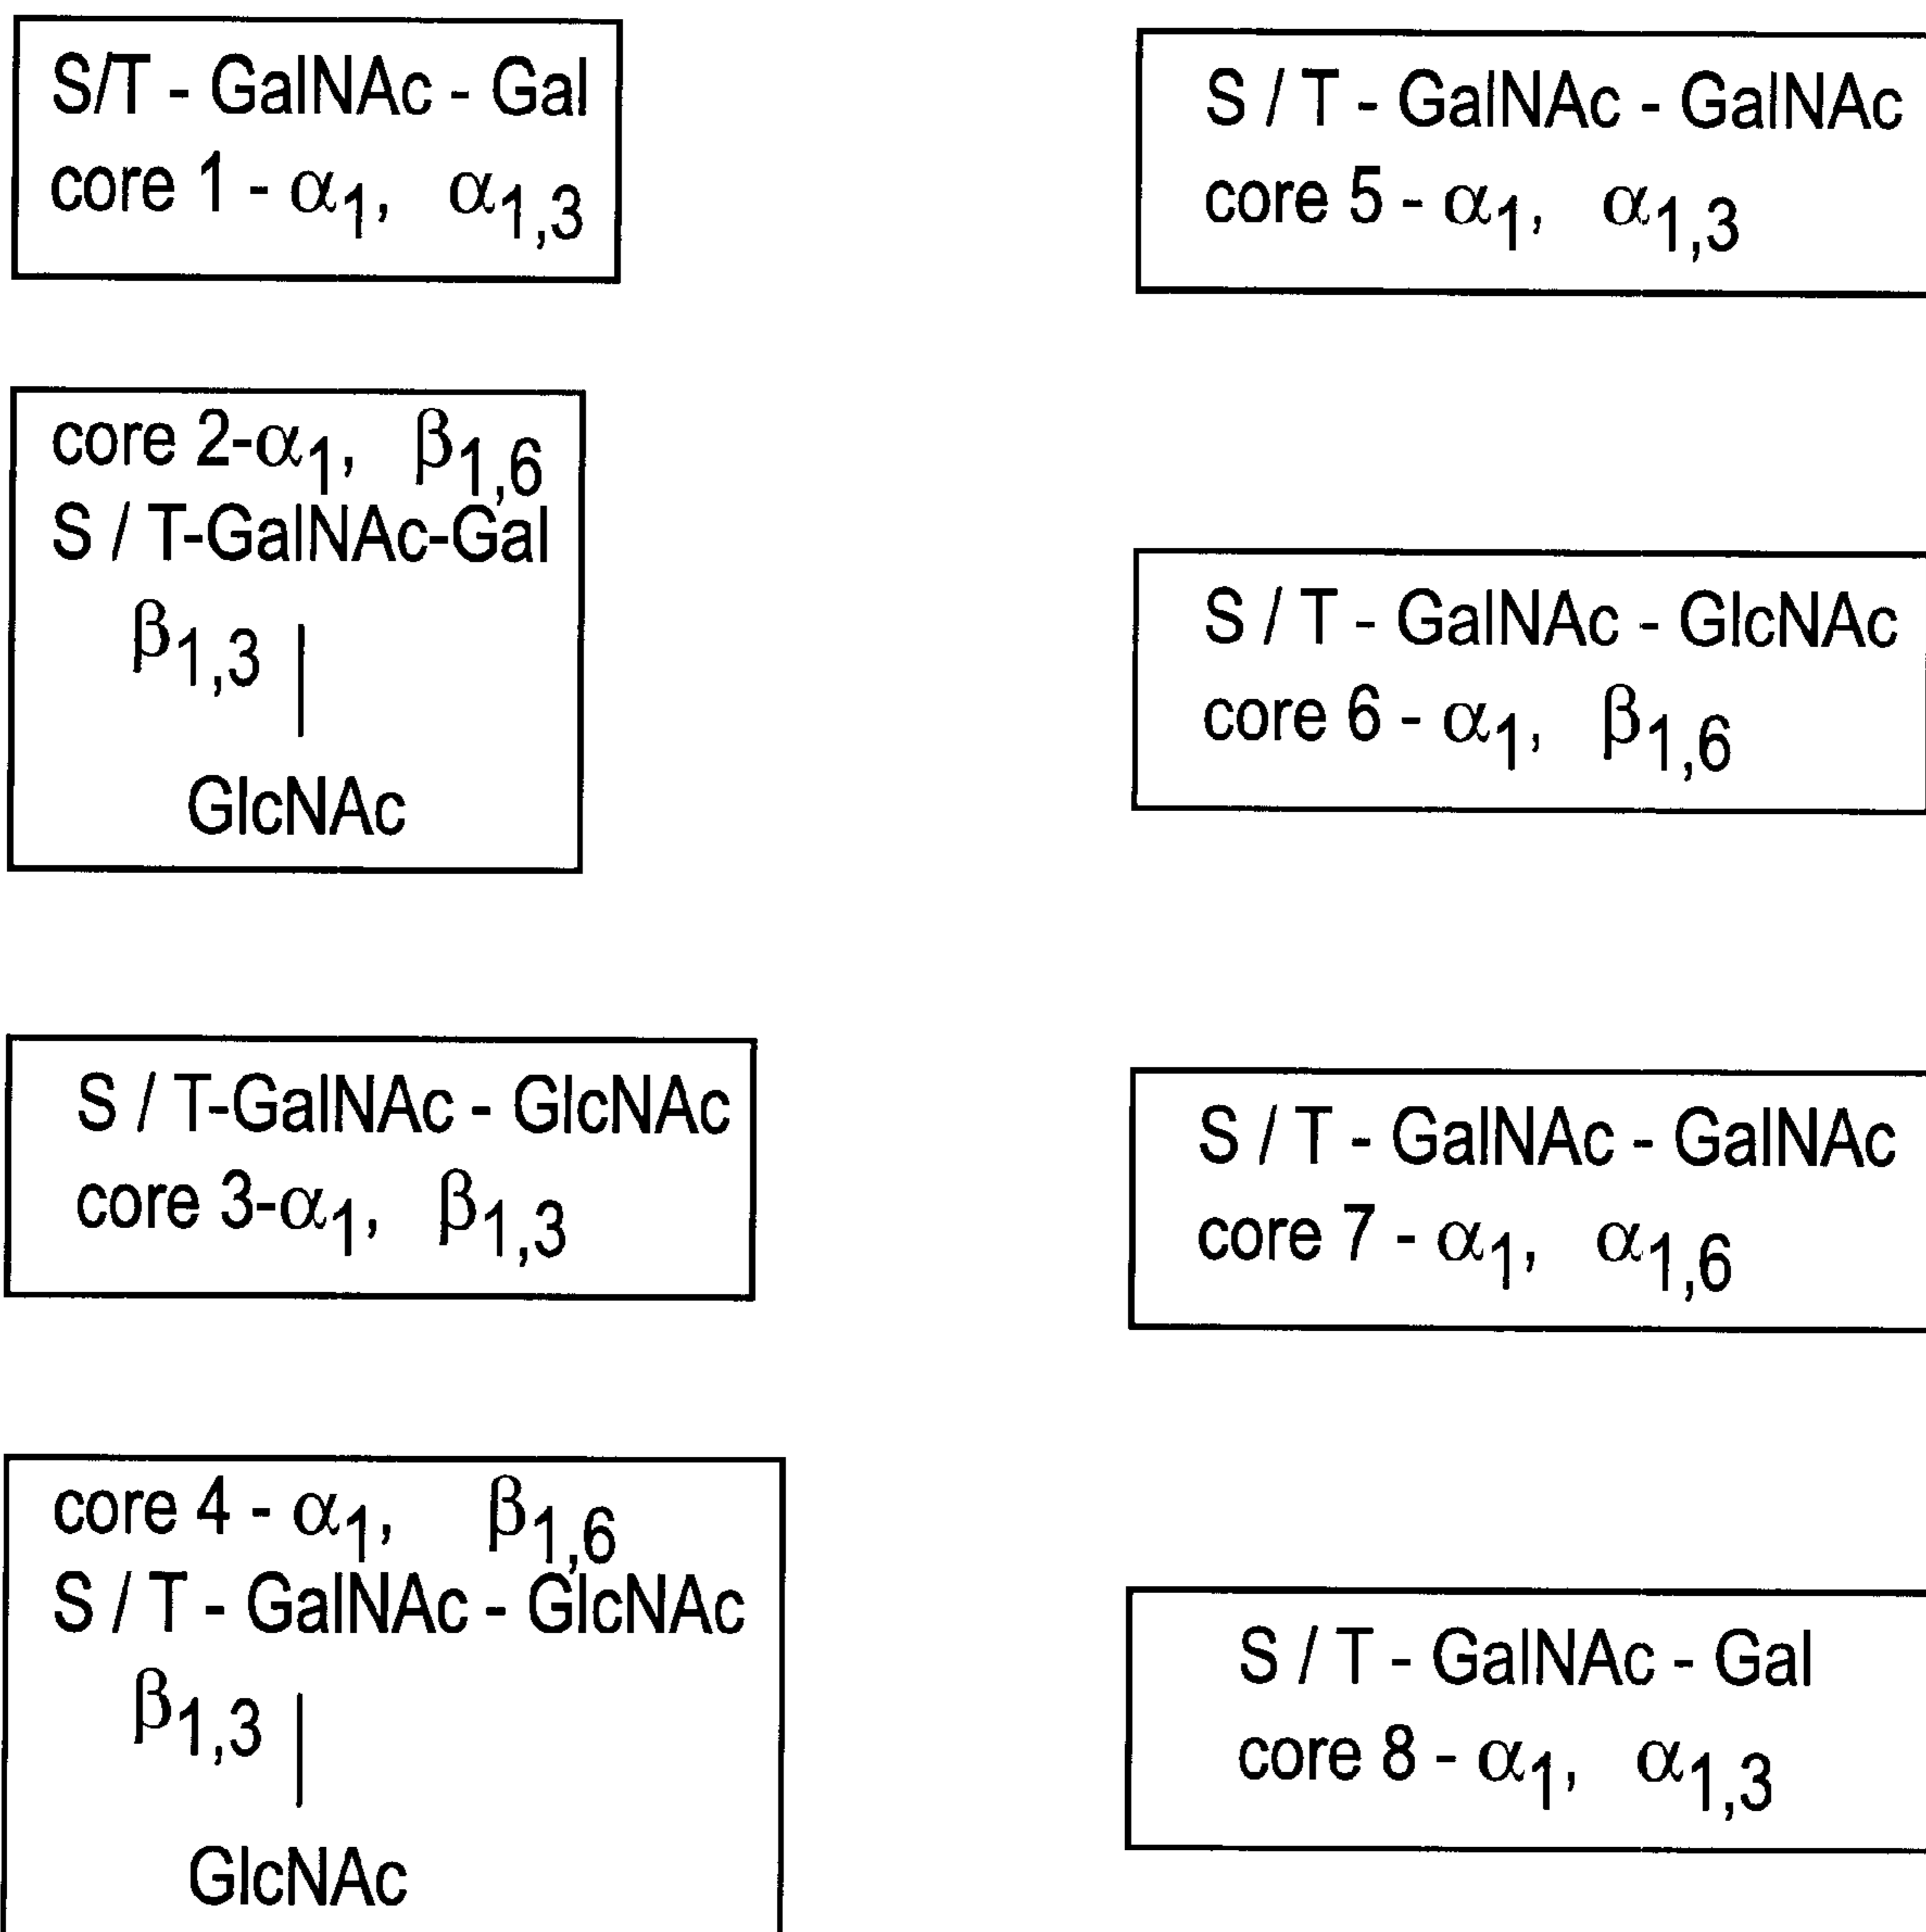 S/T - GalNAc - Gal
core 1 - α1, α1,3
core 2-α1, β1,6
S / T-GalNAc-Gal
β1,3
GlcNAc
S / T-GalNAc - GlcNAc
core 3-α1, β1,3
core 4 - α1, β1,6
S / T - GalNAc - GlcNAc
β1,3
GlcNAc
S / T - GalNAc - GalNAc
core 5 - α1, α1,3
S / T - GalNAc - GlcNAc
core 6 - α1, β1,6
S / T - GalNAc - GalNAc
core 7 - α1, α1,6
S / T - GalNAc - Gal
core 8 - α1, α1,3